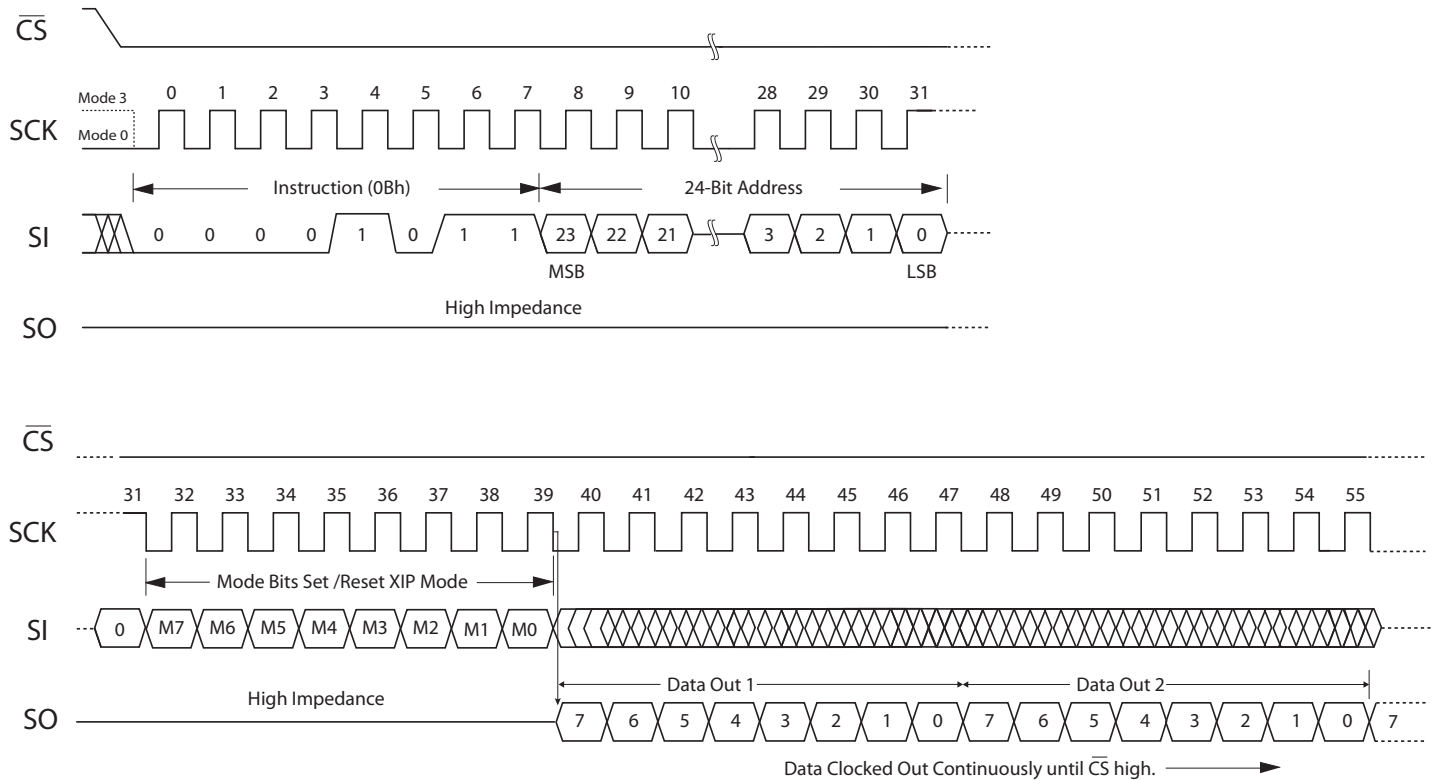 CS
Mode 3
0 1 2 3 4 5 6 7 8 9 10 28 29 30 31
SCK
Mode 0
Instruction (0Bh) 24-Bit Address
SI 0 0 0 0 1 0 1 1 23 22 21 3 2 1 0
MSB LSB
High Impedance
SO
CS
31 32 33 34 35 36 37 38 39 40 41 42 43 44 45 46 47 48 49 50 51 52 53 54 55
SCK
Mode Bits Set /Reset XIP Mode
SI 0 M7 M6 M5 M4 M3 M2 M1 M0
Data Out 1 Data Out 2
High Impedance
SO 7 6 5 4 3 2 1 0 7 6 5 4 3 2 1 0 7
Data Clocked Out Continuously until CS high.